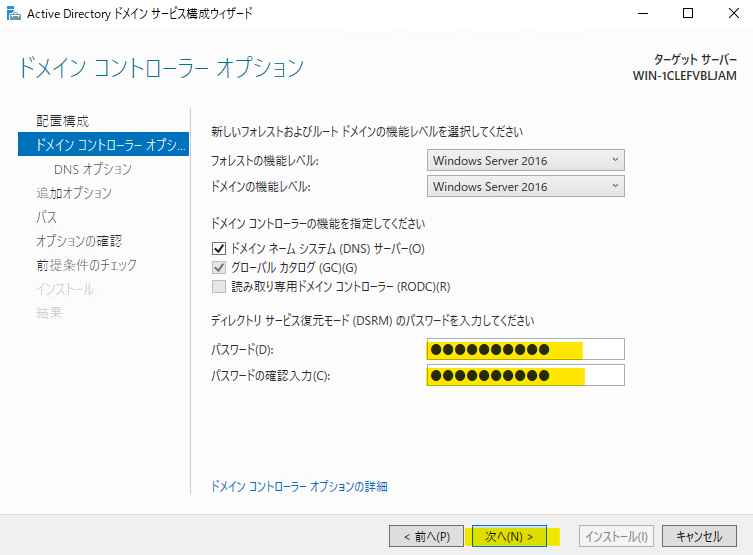 Active Directory ドメイン サービス構成ウィザード
ドメイン コントローラー オプション
ターゲット サーバー
WIN-1CLEFVBLJAM
配置構成
ドメイン コントローラー オプシ...
DNS オプション
追加オプション
パス
オプションの確認
前提条件のチェック
インストール
結果
新しいフォレストおよびルート ドメインの機能レベルを選択してください
フォレストの機能レベル: Windows Server 2016
ドメインの機能レベル: Windows Server 2016
ドメイン コントローラーの機能を指定してください
ドメイン ネーム システム (DNS) サーバー(O)
グローバル カタログ (GC)(G)
読み取り専用ドメイン コントローラー (RODC)(R)
ディレクトリ サービス復元モード (DSRM) のパスワードを入力してください
パスワード(D): ●●●●●●●●●●
パスワードの確認入力(C): ●●●●●●●●●●
ドメイン コントローラー オプションの詳細
< 前へ(P) 次へ(N) > インストール(I) キャンセル